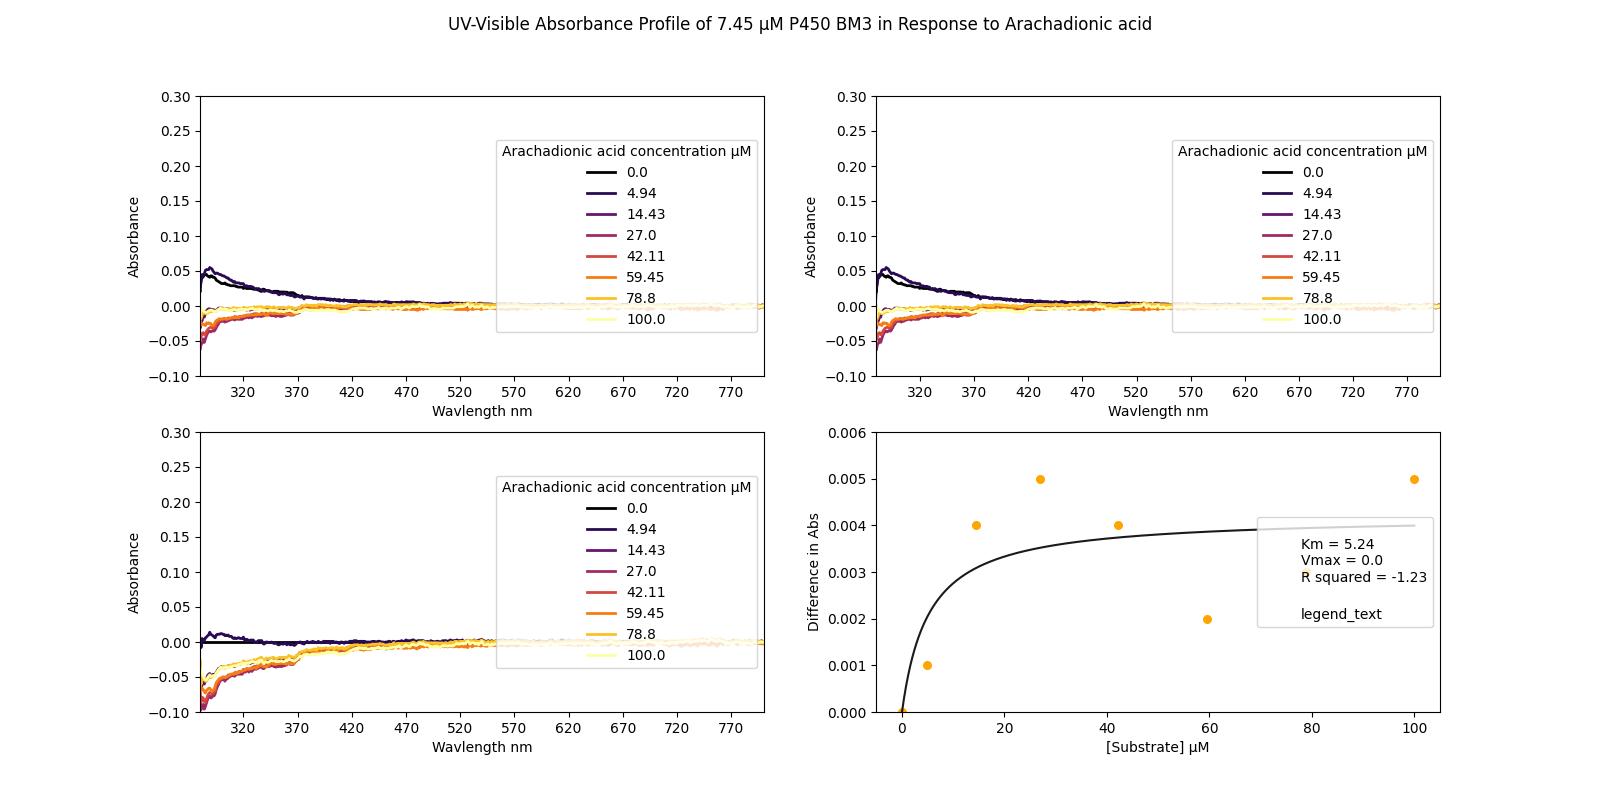 UV-Visible Absorbance Profile of 7.45 µM P450 BM3 in Response to Arachadionic acid
0.30
0.25
0.20
0.15
0.10
0.05
0.00
−0.05
−0.10
Absorbance
Arachadionic acid concentration µM
0.0
4.94
14.43
27.0
42.11
59.45
78.8
100.0
320 370 420 470 520 570 620 670 720 770
Wavlength nm
0.30
0.25
0.20
0.15
0.10
0.05
0.00
−0.05
−0.10
Absorbance
Arachadionic acid concentration µM
0.0
4.94
14.43
27.0
42.11
59.45
78.8
100.0
320 370 420 470 520 570 620 670 720 770
Wavlength nm
0.30
0.25
0.20
0.15
0.10
0.05
0.00
−0.05
−0.10
Absorbance
Arachadionic acid concentration µM
0.0
4.94
14.43
27.0
42.11
59.45
78.8
100.0
320 370 420 470 520 570 620 670 720 770
Wavlength nm
0.006
0.005
0.004
0.003
0.002
0.001
0.000
Difference in Abs
Km = 5.24
Vmax = 0.0
R squared = -1.23
legend_text
0 20 40 60 80 100
[Substrate] µM